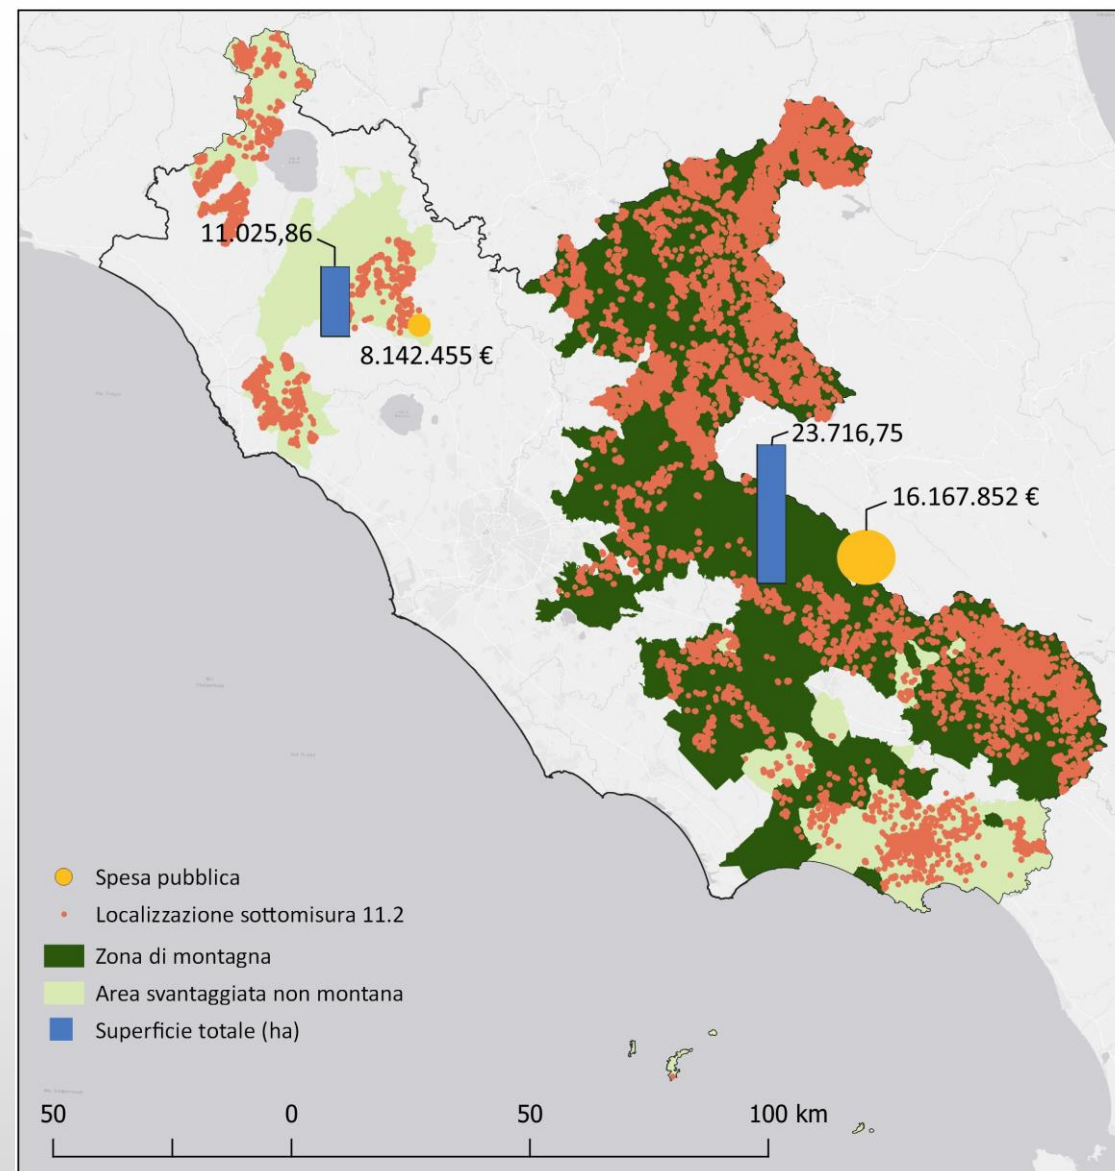 11.025,86
8.142.455 €
23.716,75
16.167.852 €
Spesa pubblica
Localizzazione sottomisura 11.2
Zona di montagna
Area svantaggiata non montana
Superficie totale (ha)
50 0 50 100 km